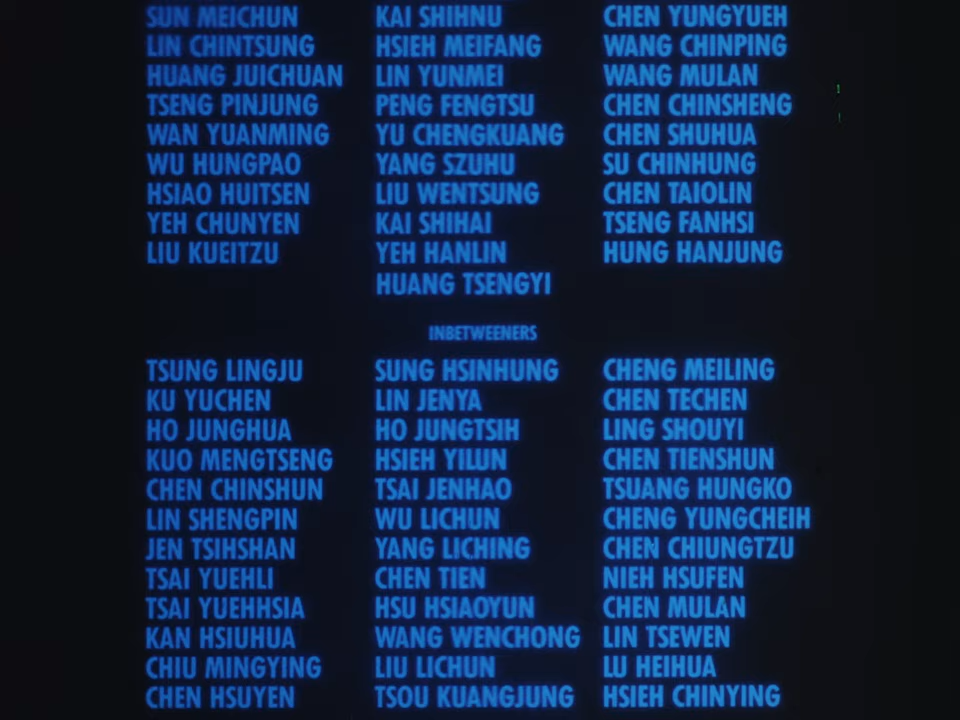 SUN MEICHUN KAI SHIHNU CHEN YUNGYUEH
LIN CHINTSUNG HSIEH MEIFANG WANG CHINPING
HUANG JUICHUAN LIN YUNMEI WANG MULAN
TSENG PINJUNG PENG FENGTSU CHEN CHINSHENG
WAN YUANMING YU CHENGKUANG CHEN SHUHUA
WU HUNGPAO YANG SZUHU SU CHINHUNG
HSIAO HUITSEN LIU WENTSUNG CHEN TAIOLIN
YEH CHUNYEN KAI SHIHAI TSENG FANHSI
LIU KUEITZU YEH HANLIN HUNG HANJUNG
HUANG TSENGYI
INBETWEENERS
TSUNG LINGJU SUNG HSINHUNG CHENG MEILING
KU YUCHEN LIN JENYA CHEN TECHEN
HO JUNGHUA HO JUNGTSIH LING SHOUYI
KUO MENGTSENG HSIEH YILUN CHEN TIENSHUN
CHEN CHINSHUN TSAI JENHAO TSUANG HUNGKO
LIN SHENGPIN WU LICHUN CHENG YUNGCHEIH
JEN TSIHSHAN YANG LICHING CHEN CHIUNGTZU
TSAI YUEHLI CHEN TIEN NIEH HSUFEN
TSAI YUEHHSIA HSU HSIAOYUN CHEN MULAN
KAN HSIUHUA WANG WENCHONG LIN TSEWEN
CHIU MINGYING LIU LICHUN LU HEIHUA
CHEN HSUYEN TSOU KUANGJUNG HSIEH CHINYING